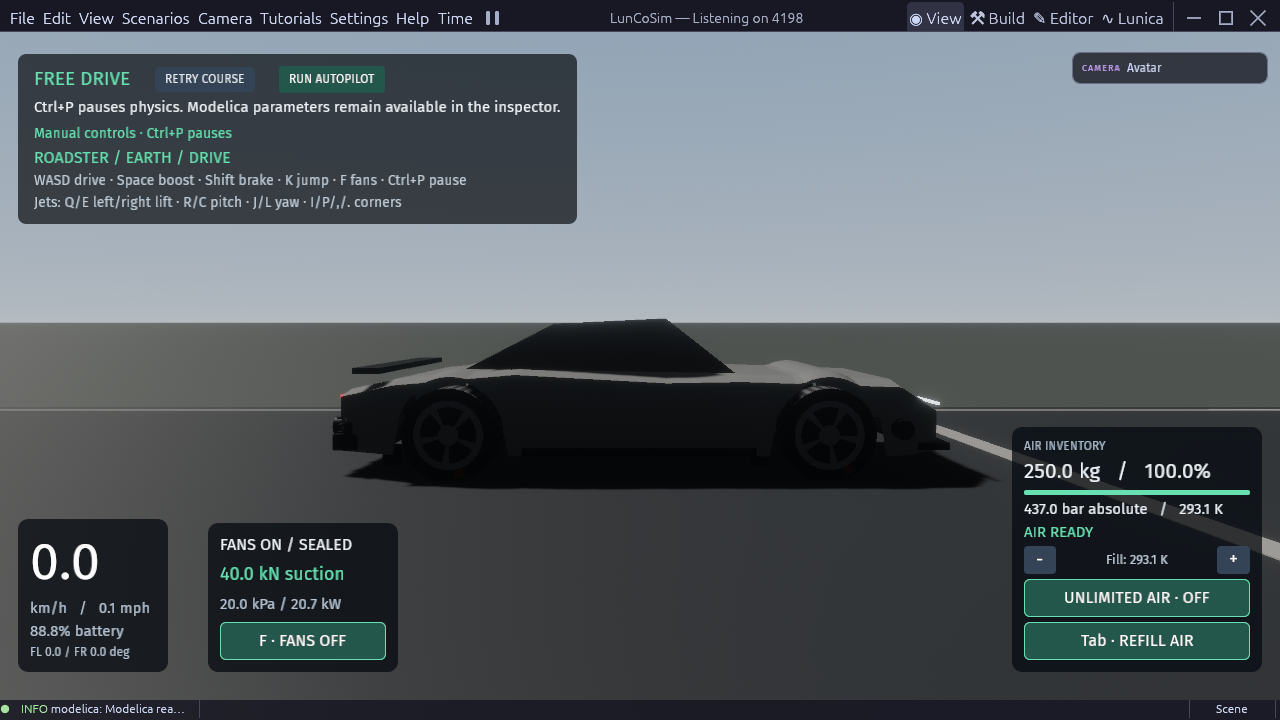 File Edit View Scenarios Camera Tutorials Settings Help Time LunCoSim — Listening on 4198 View Build Editor Lunica
FREE DRIVE RETRY COURSE RUN AUTOPILOT
Ctrl+P pauses physics. Modelica parameters remain available in the inspector.
Manual controls · Ctrl+P pauses
ROADSTER / EARTH / DRIVE
WASD drive · Space boost · Shift brake · K jump · F fans · Ctrl+P pause
Jets: Q/E left/right lift · R/C pitch · J/L yaw · I/P/,/. corners
CAMERA Avatar
0.0
km/h / 0.1 mph
88.8% battery
FL 0.0 / FR 0.0 deg
FANS ON / SEALED
40.0 kN suction
20.0 kPa / 20.7 kW
F · FANS OFF
AIR INVENTORY
250.0 kg / 100.0%
437.0 bar absolute / 293.1 K
AIR READY
- Fill: 293.1 K +
UNLIMITED AIR · OFF
Tab · REFILL AIR
INFO modelica: Modelica rea... Scene